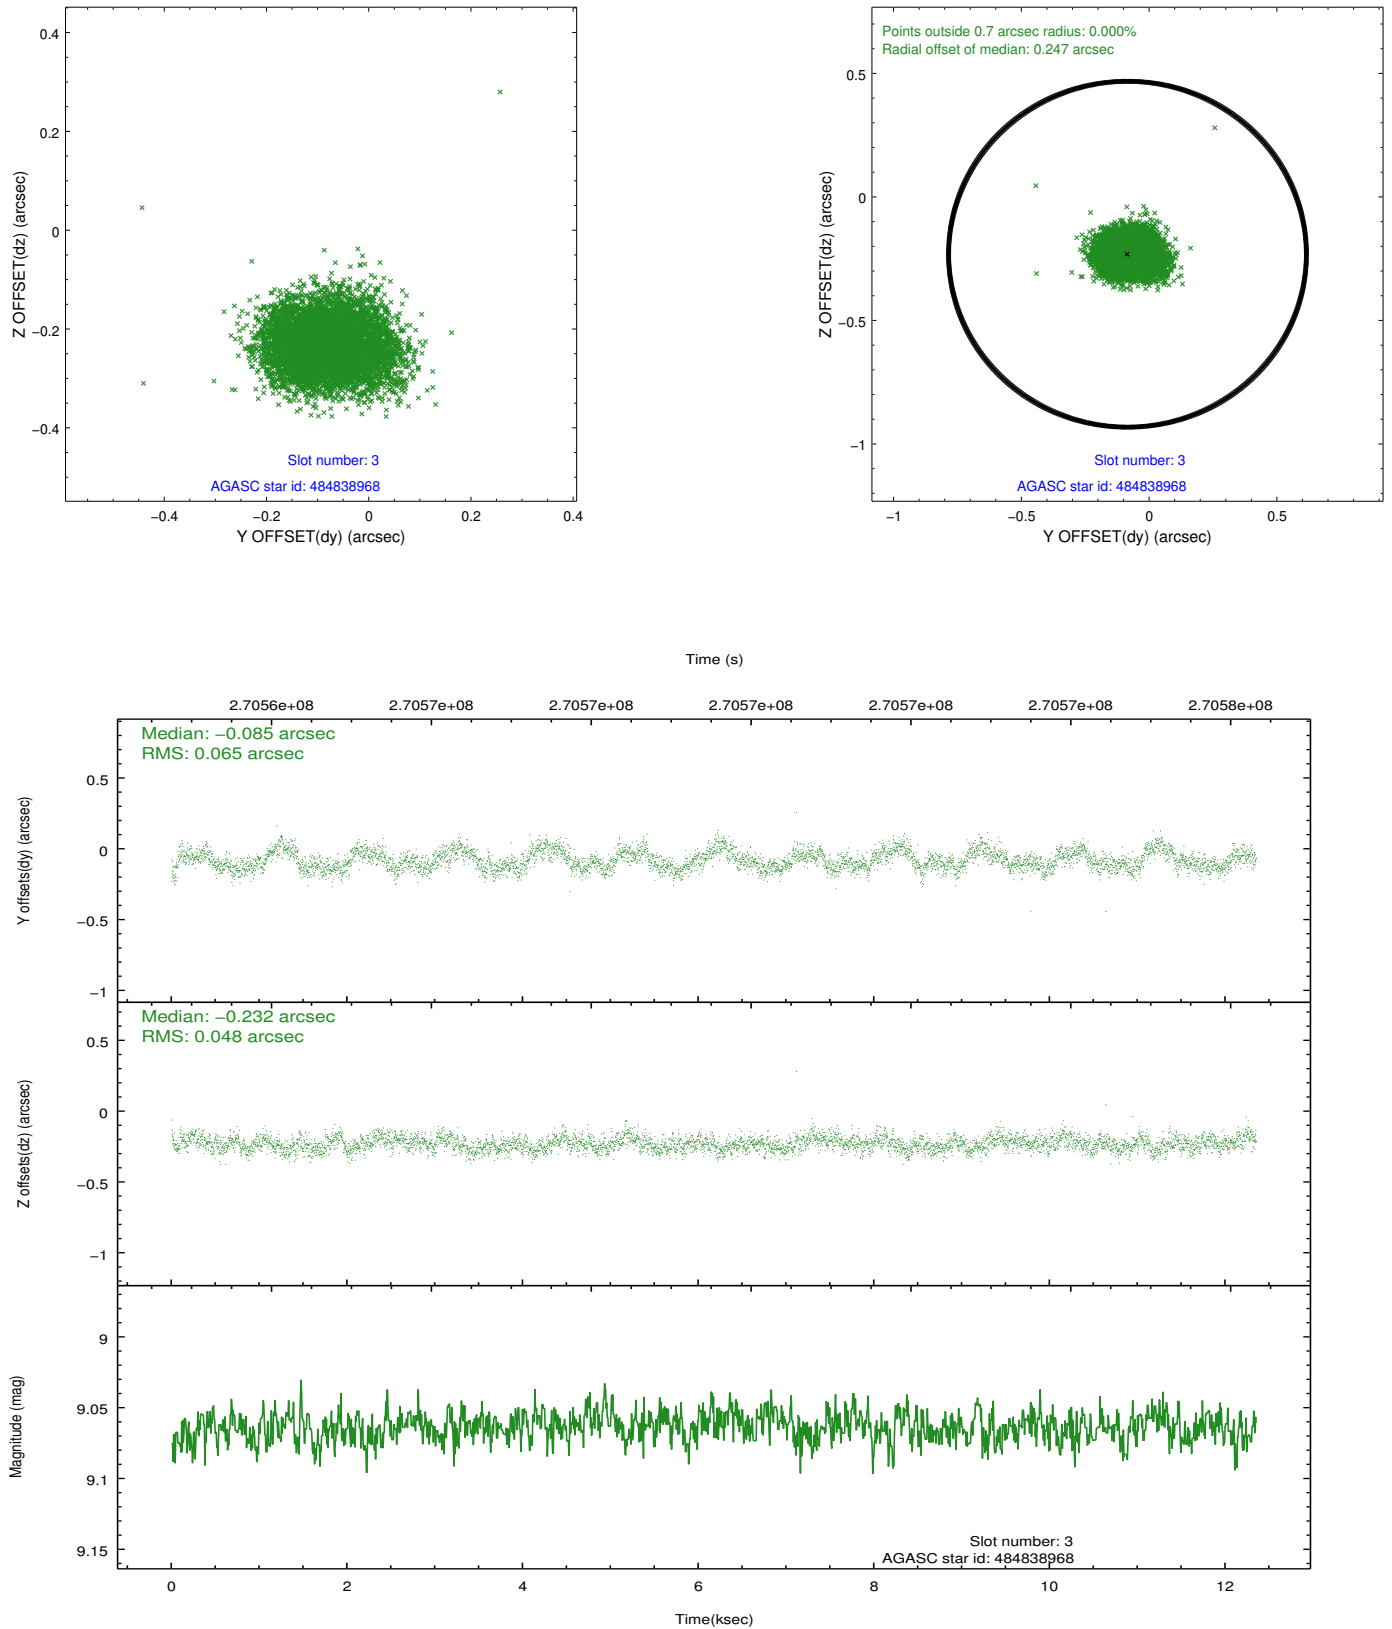 0.4
0.2
0
−0.2
−0.4
Z OFFSET(dz) (arcsec)
Slot number: 3
AGASC star id: 484838968
−0.4 −0.2 0 0.2 0.4
Y OFFSET(dy) (arcsec)
Points outside 0.7 arcsec radius: 0.000%
Radial offset of median: 0.247 arcsec
0.5
0
−0.5
−1
Z OFFSET(dz) (arcsec)
Slot number: 3
AGASC star id: 484838968
−1 −0.5 0 0.5
Y OFFSET(dy) (arcsec)
Time (s)
2.7056e+08 2.7057e+08 2.7057e+08 2.7057e+08 2.7057e+08 2.7057e+08 2.7058e+08
Median: −0.085 arcsec
RMS: 0.065 arcsec
0.5
0
−0.5
−1
Y offsets(dy) (arcsec)
Median: −0.232 arcsec
RMS: 0.048 arcsec
0.5
0
−0.5
−1
Z offsets(dz) (arcsec)
9
9.05
9.1
9.15
Magnitude (mag)
Slot number: 3
AGASC star id: 484838968
0 2 4 6 8 10 12
Time(ksec)